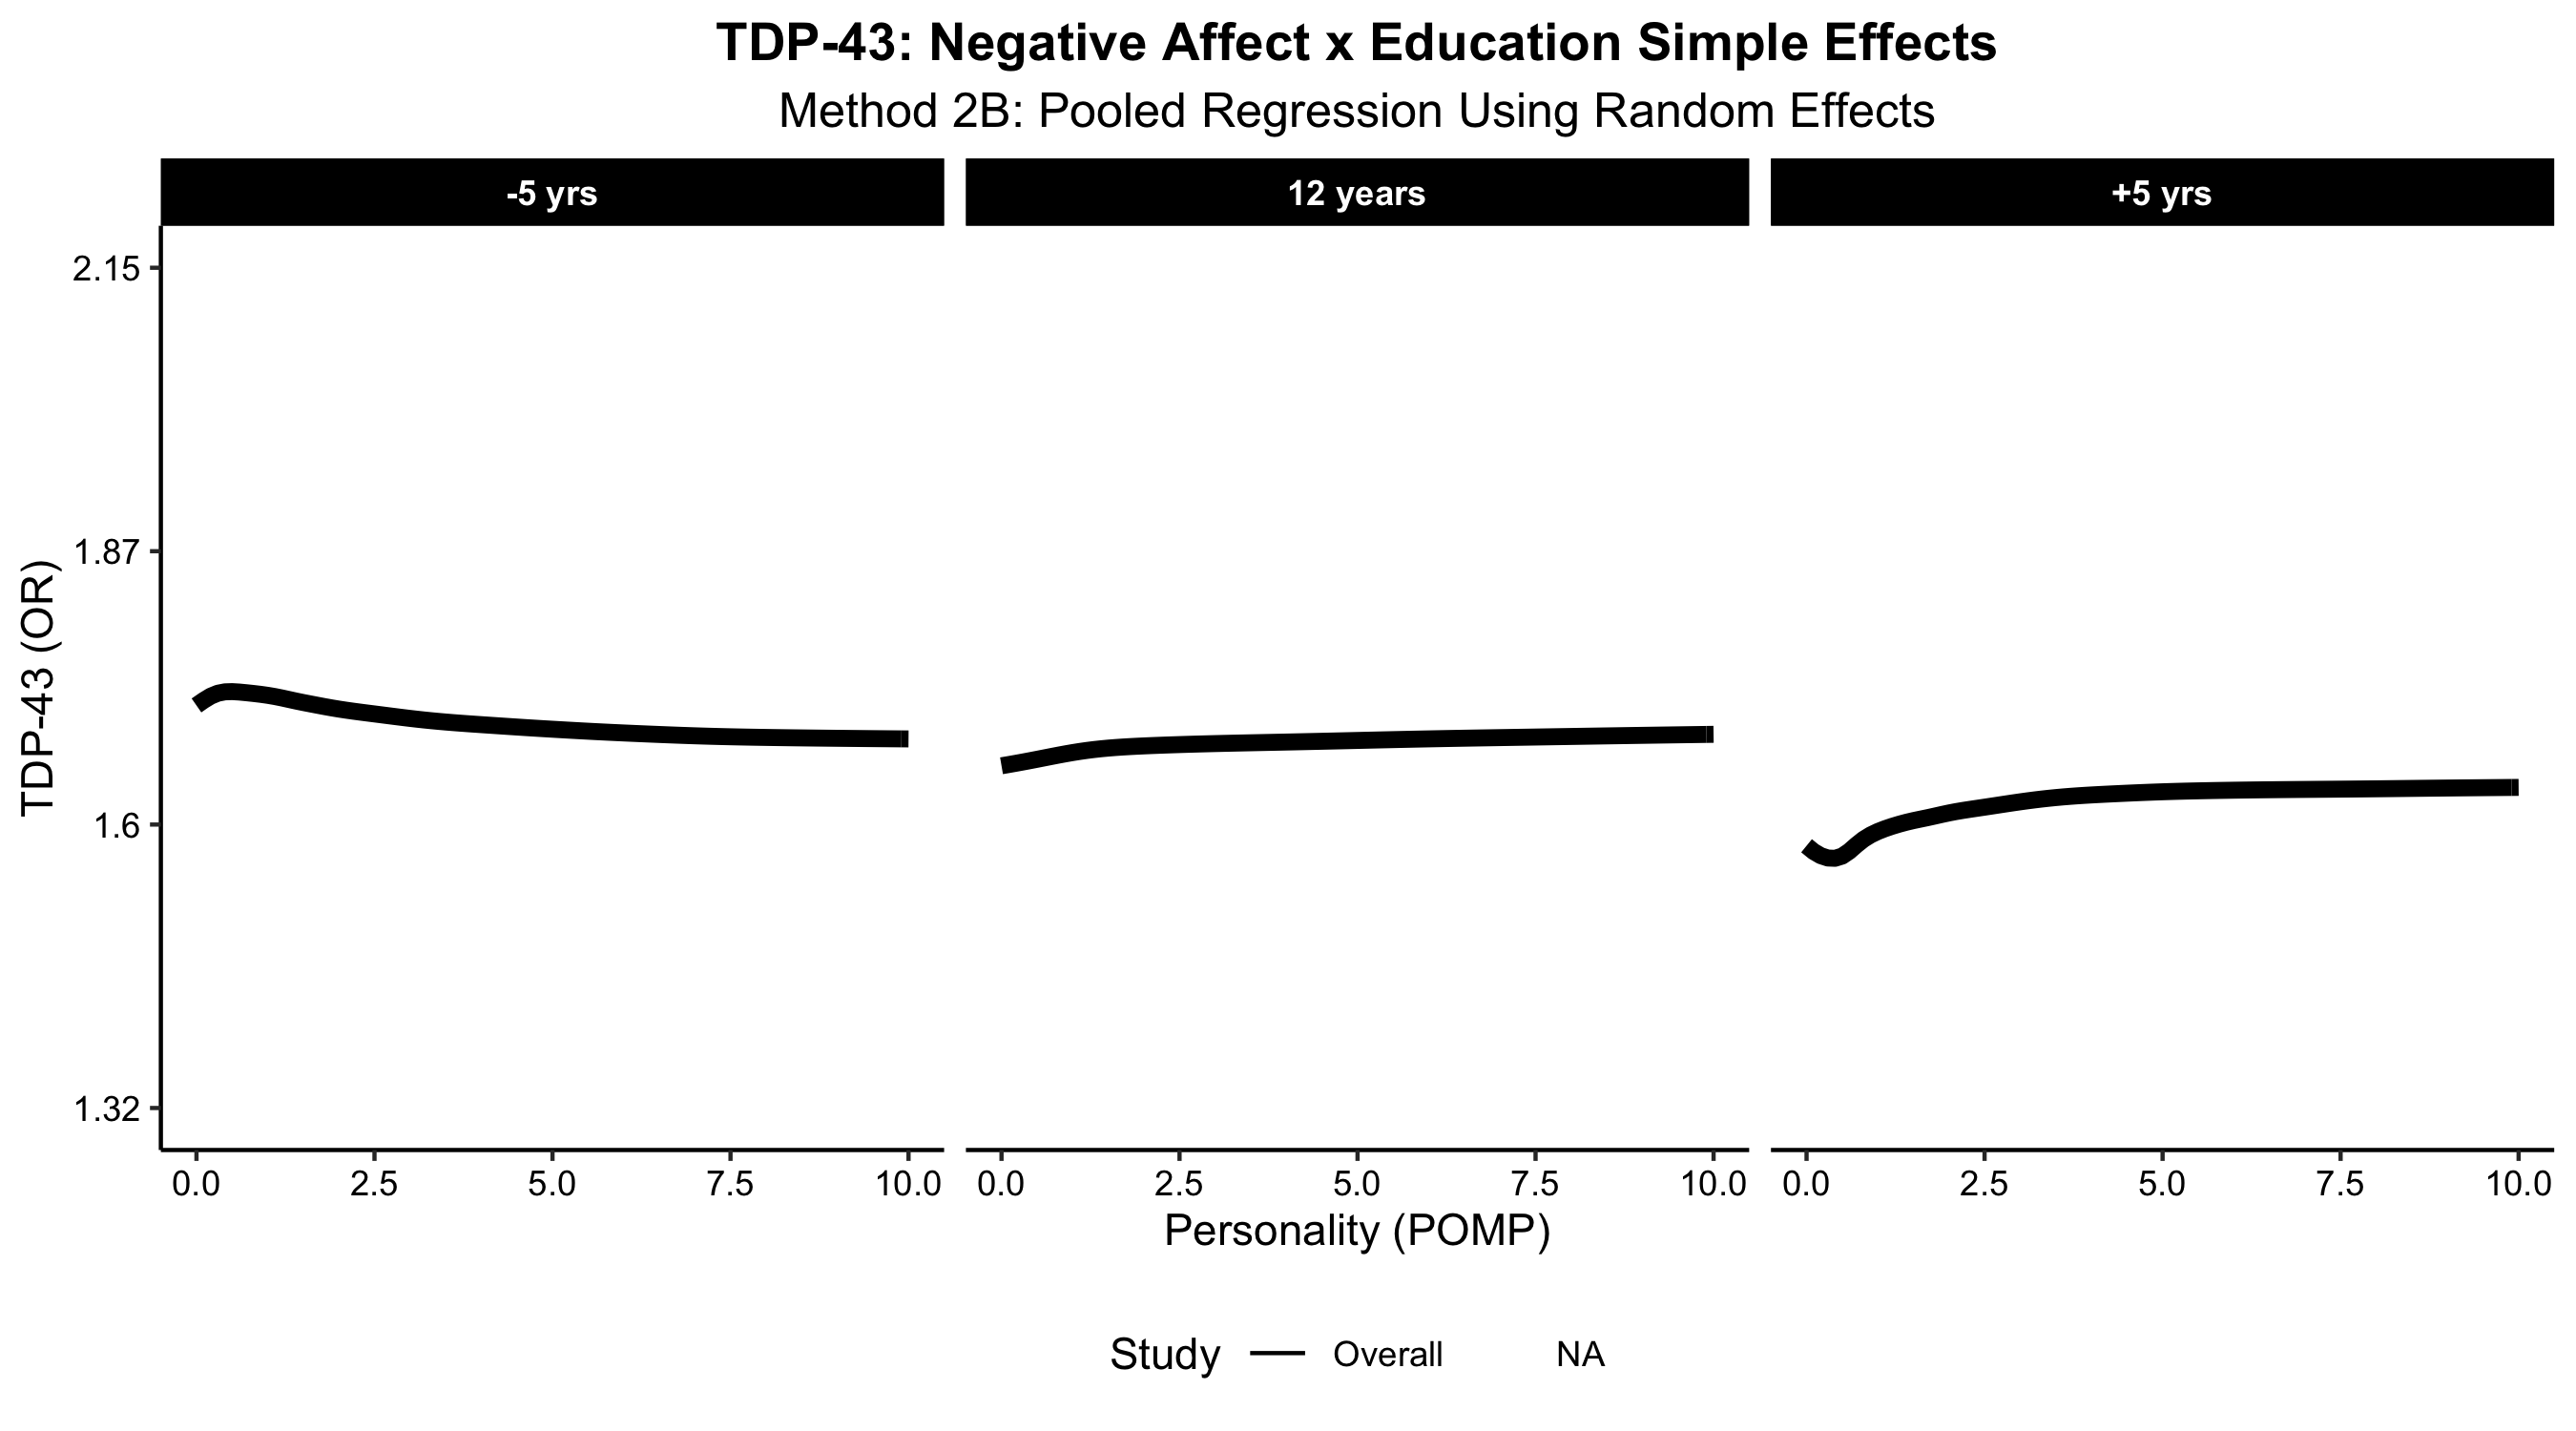 TDP-43: Negative Affect x Education Simple Effects
Method 2B: Pooled Regression Using Random Effects
-5 yrs
12 years
+5 yrs
TDP-43 (OR)
2.15
1.87
1.6
1.32
0.0 2.5 5.0 7.5 10.0
0.0 2.5 5.0 7.5 10.0
0.0 2.5 5.0 7.5 10.0
Personality (POMP)
Study Overall NA